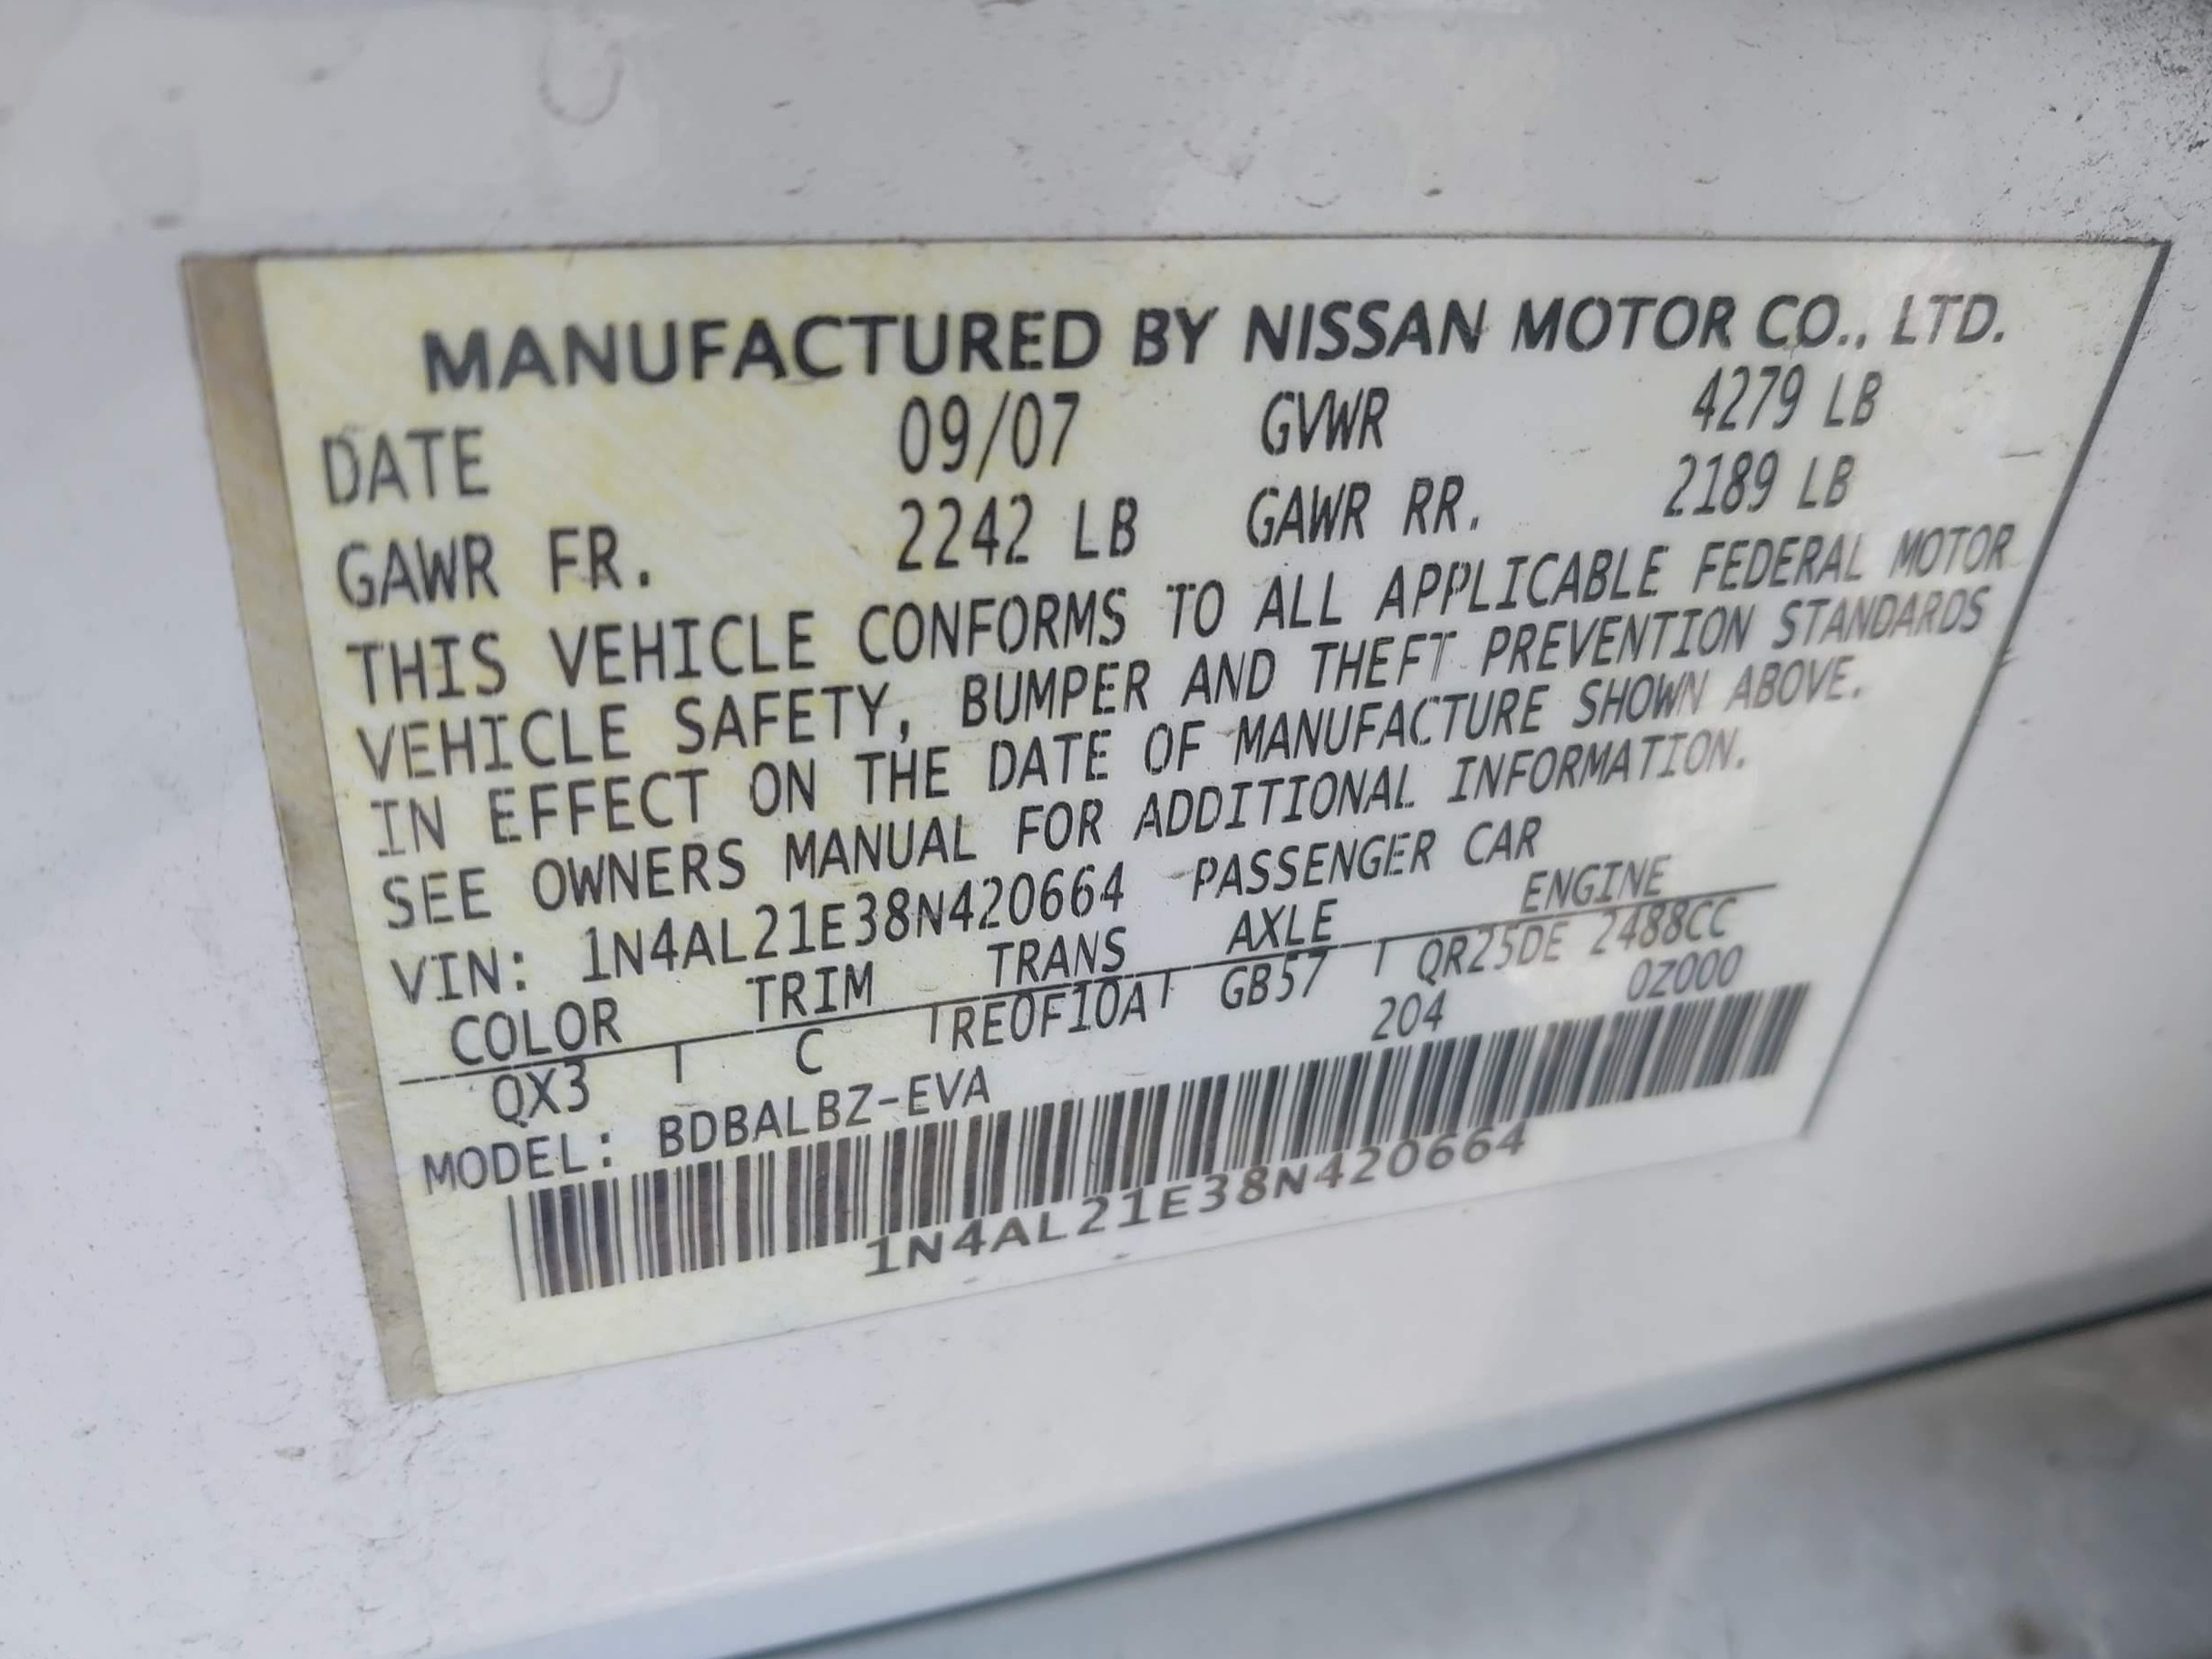 MANUFACTURED BY NISSAN MOTOR CO., LTD.
DATE 09/07 GVWR 4279 LB
GAWR FR. 2242 LB GAWR RR. 2189 LB
THIS VEHICLE CONFORMS TO ALL APPLICABLE FEDERAL MOTOR
VEHICLE SAFETY, BUMPER AND THEFT PREVENTION STANDARDS
IN EFFECT ON THE DATE OF MANUFACTURE SHOWN ABOVE.
SEE OWNERS MANUAL FOR ADDITIONAL INFORMATION.
VIN: 1N4AL21E38N420664 PASSENGER CAR
COLOR TRIM TRANS AXLE ENGINE
QX3 C RE0F10A GB57 QR25DE 2488CC
MODEL: BDBALBZ-EVA 204 0Z000
1N4AL21E38N420664